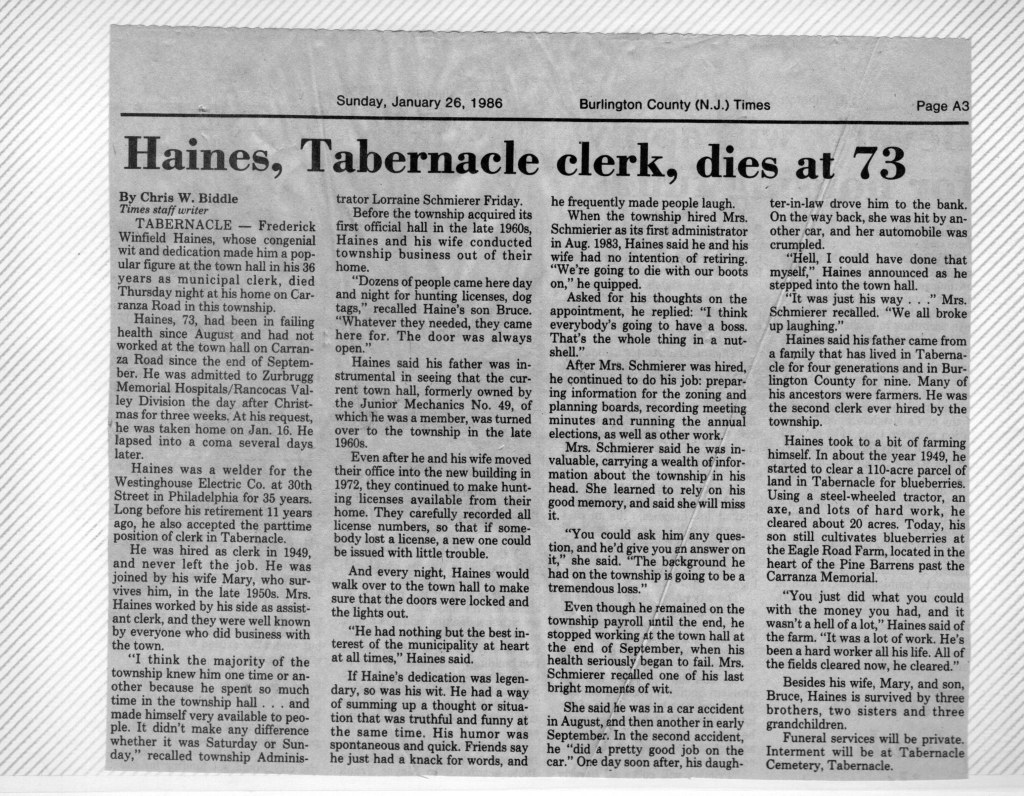 Sunday, January 26, 1986 Burlington County (N.J.) Times Page A3
Haines, Tabernacle clerk, dies at 73
By Chris W. Biddle
Times staff writer
TABERNACLE — Frederick
Winfield Haines, whose congenial
wit and dedication made him a pop-
ular figure at the town hall in his 36
years as municipal clerk, died
Thursday night at his home on Car-
ranza Road in this township.
Haines, 73, had been in failing
health since August and had not
worked at the town hall on Carran-
za Road since the end of Septem-
ber. He was admitted to Zurbrugg
Memorial Hospitals/Rancocas Val-
ley Division the day after Christ-
mas for three weeks. At his request,
he was taken home on Jan. 16. He
lapsed into a coma several days
later.
Haines was a welder for the
Westinghouse Electric Co. at 30th
Street in Philadelphia for 35 years.
Long before his retirement 11 years
ago, he also accepted the parttime
position of clerk in Tabernacle.
He was hired as clerk in 1949,
and never left the job. He was
joined by his wife Mary, who sur-
vives him, in the late 1950s. Mrs.
Haines worked by his side as assist-
ant clerk, and they were well known
by everyone who did business with
the town.
"I think the majority of the
township knew him one time or an-
other because he spent so much
time in the township hall . . . and
made himself very available to peo-
ple. It didn't make any difference
whether it was Saturday or Sun-
day," recalled township Adminis-
trator Lorraine Schmierer Friday.
Before the township acquired its
first official hall in the late 1960s,
Haines and his wife conducted
township business out of their
home.
"Dozens of people came here day
and night for hunting licenses, dog
tags," recalled Haine's son Bruce.
"Whatever they needed, they came
here for. The door was always
open."
Haines said his father was in-
strumental in seeing that the cur-
rent town hall, formerly owned by
the Junior Mechanics No. 49, of
which he was a member, was turned
over to the township in the late
1960s.
Even after he and his wife moved
their office into the new building in
1972, they continued to make hunt-
ing licenses available from their
home. They carefully recorded all
license numbers, so that if some-
body lost a license, a new one could
be issued with little trouble.
And every night, Haines would
walk over to the town hall to make
sure that the doors were locked and
the lights out.
"He had nothing but the best in-
terest of the municipality at heart
at all times," Haines said.
If Haine's dedication was legen-
dary, so was his wit. He had a way
of summing up a thought or situa-
tion that was truthful and funny at
the same time. His humor was
spontaneous and quick. Friends say
he just had a knack for words, and
he frequently made people laugh.
When the township hired Mrs.
Schmierier as its first administrator
in Aug. 1983, Haines said he and his
wife had no intention of retiring.
"We're going to die with our boots
on," he quipped.
Asked for his thoughts on the
appointment, he replied: "I think
everybody's going to have a boss.
That's the whole thing in a nut-
shell."
After Mrs. Schmierer was hired,
he continued to do his job: prepar-
ing information for the zoning and
planning boards, recording meeting
minutes and running the annual
elections, as well as other work.
Mrs. Schmierer said he was in-
valuable, carrying a wealth of infor-
mation about the township in his
head. She learned to rely on his
good memory, and said she will miss
it.
"You could ask him any ques-
tion, and he'd give you an answer on
it," she said. "The background he
had on the township is going to be a
tremendous loss."
Even though he remained on the
township payroll until the end, he
stopped working at the town hall at
the end of September, when his
health seriously began to fail. Mrs.
Schmierer recalled one of his last
bright moments of wit.
She said he was in a car accident
in August, and then another in early
September. In the second accident,
he "did a pretty good job on the
car." One day soon after, his daugh-
ter-in-law drove him to the bank.
On the way back, she was hit by an-
other car, and her automobile was
crumpled.
"Hell, I could have done that
myself," Haines announced as he
stepped into the town hall.
"It was just his way . . ." Mrs.
Schmierer recalled. "We all broke
up laughing."
Haines said his father came from
a family that has lived in Taberna-
cle for four generations and in Bur-
lington County for nine. Many of
his ancestors were farmers. He was
the second clerk ever hired by the
township.
Haines took to a bit of farming
himself. In about the year 1949, he
started to clear a 110-acre parcel of
land in Tabernacle for blueberries.
Using a steel-wheeled tractor, an
axe, and lots of hard work, he
cleared about 20 acres. Today, his
son still cultivates blueberries at
the Eagle Road Farm, located in the
heart of the Pine Barrens past the
Carranza Memorial.
"You just did what you could
with the money you had, and it
wasn't a hell of a lot," Haines said of
the farm. "It was a lot of work. He's
been a hard worker all his life. All of
the fields cleared now, he cleared."
Besides his wife, Mary, and son,
Bruce, Haines is survived by three
brothers, two sisters and three
grandchildren.
Funeral services will be private.
Interment will be at Tabernacle
Cemetery, Tabernacle.